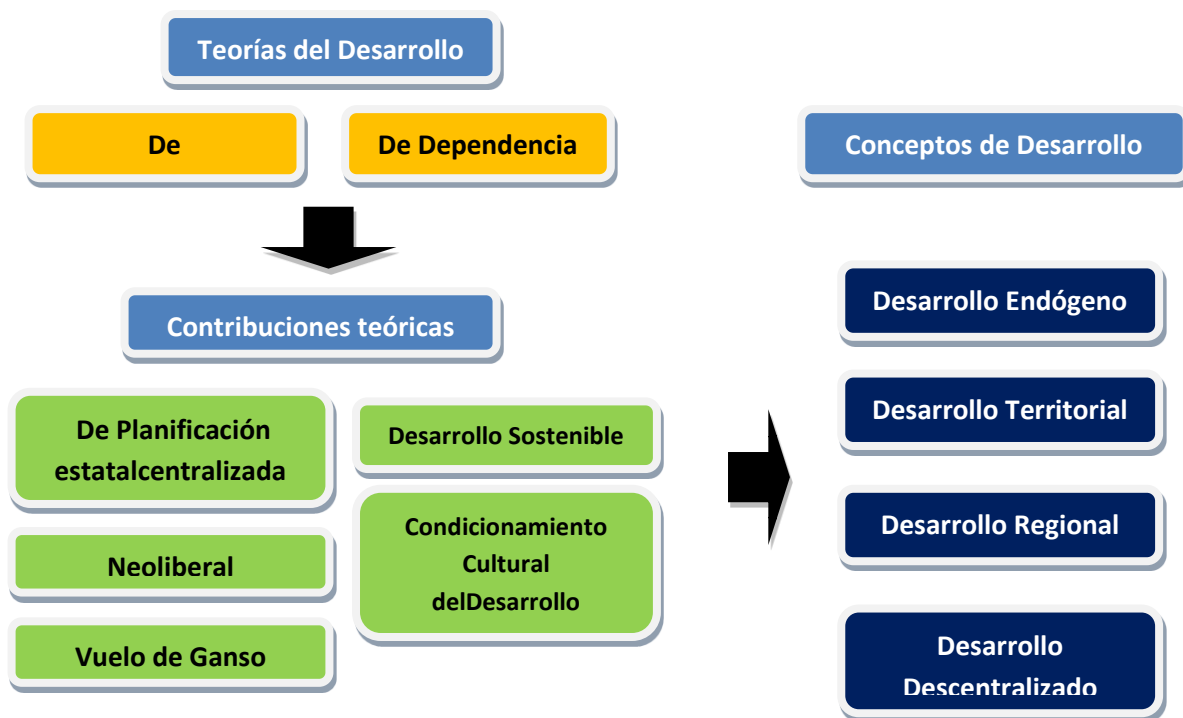 Teorías del Desarrollo
De
De Dependencia
Contribuciones teóricas
De Planificación
estatalcentralizada
Neoliberal
Vuelo de Ganso
Desarrollo Sostenible
Condicionamiento
Cultural
delDesarrollo
Conceptos de Desarrollo
Desarrollo Endógeno
Desarrollo Territorial
Desarrollo Regional
Desarrollo
Descentralizado